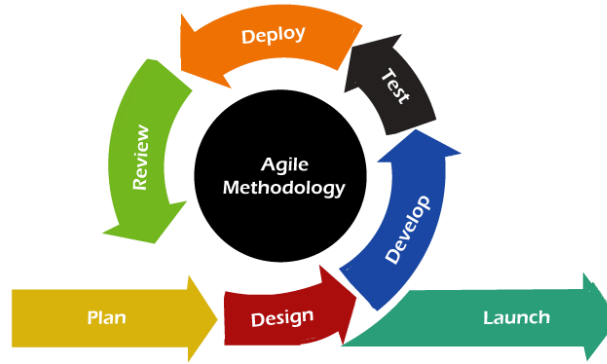 Deploy
Test
Review
Agile
Methodology
Develop
Plan
Design
Launch